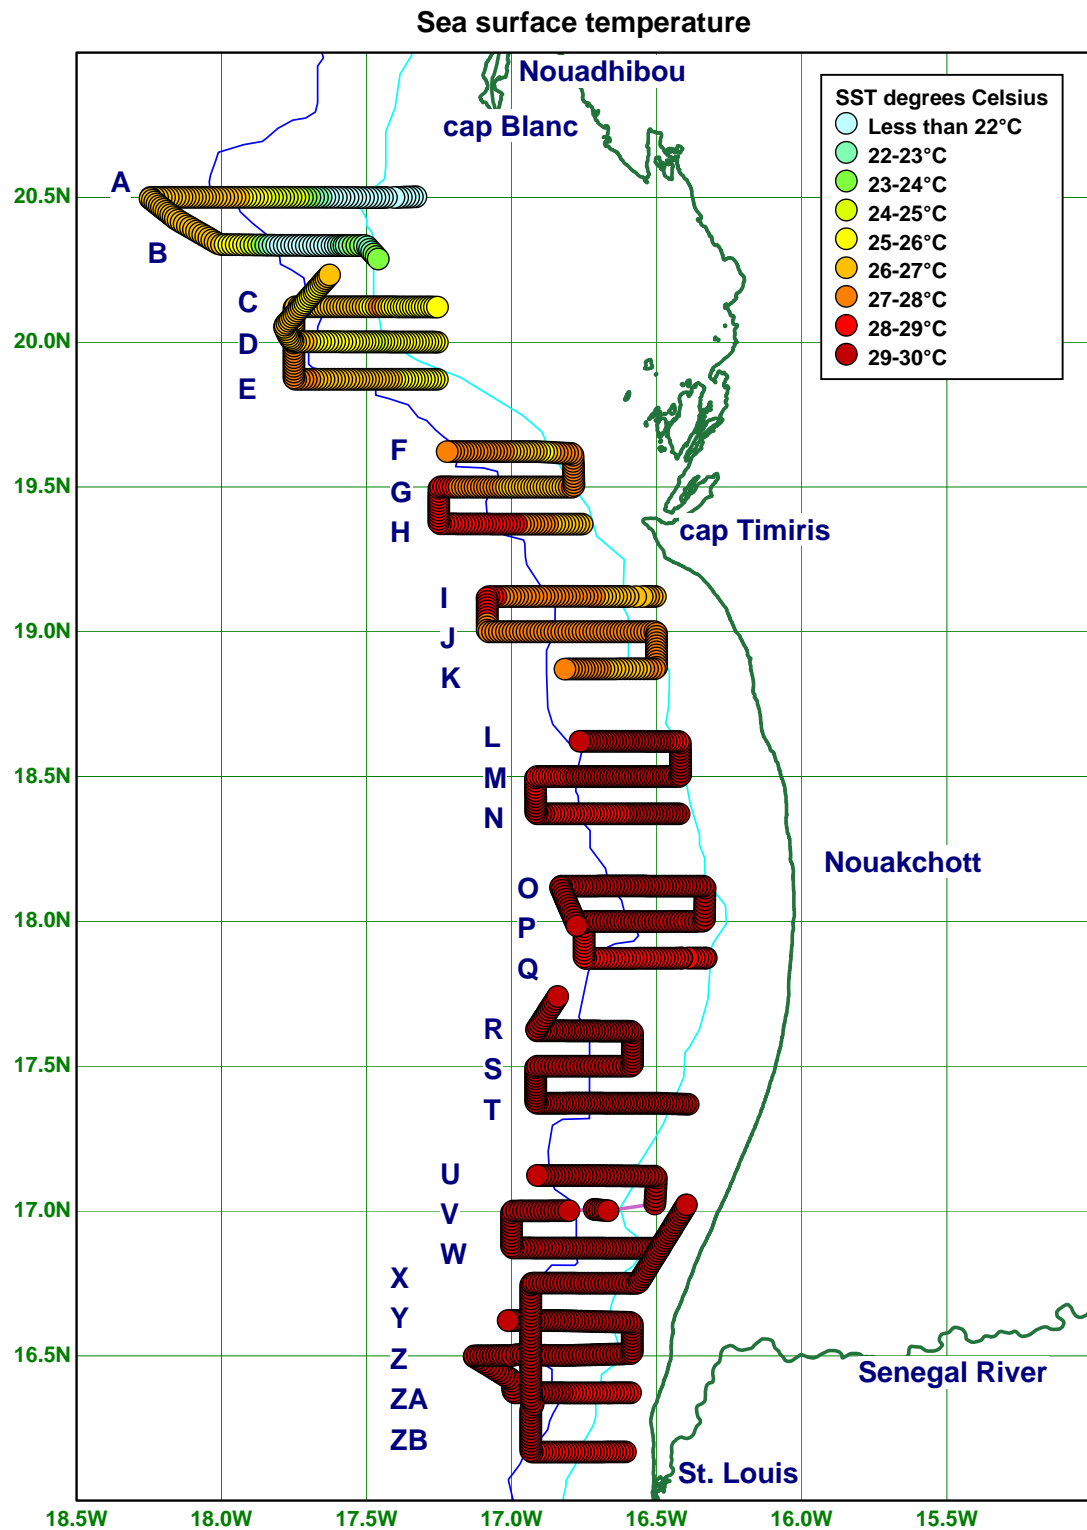 Sea surface temperature
Nouadhibou
cap Blanc
SST degrees Celsius
Less than 22°C
22-23°C
23-24°C
24-25°C
25-26°C
26-27°C
27-28°C
28-29°C
29-30°C
A
20.5N
B
C
20.0N
D
E
F
19.5N
G
H
cap Timiris
I
19.0N
J
K
L
18.5N
M
N
Nouakchott
O
18.0N
P
Q
R
17.5N
S
T
U
17.0N
V
W
X
Y
16.5N
Z
Senegal River
ZA
ZB
St. Louis
18.5W 18.0W 17.5W 17.0W 16.5W 16.0W 15.5W